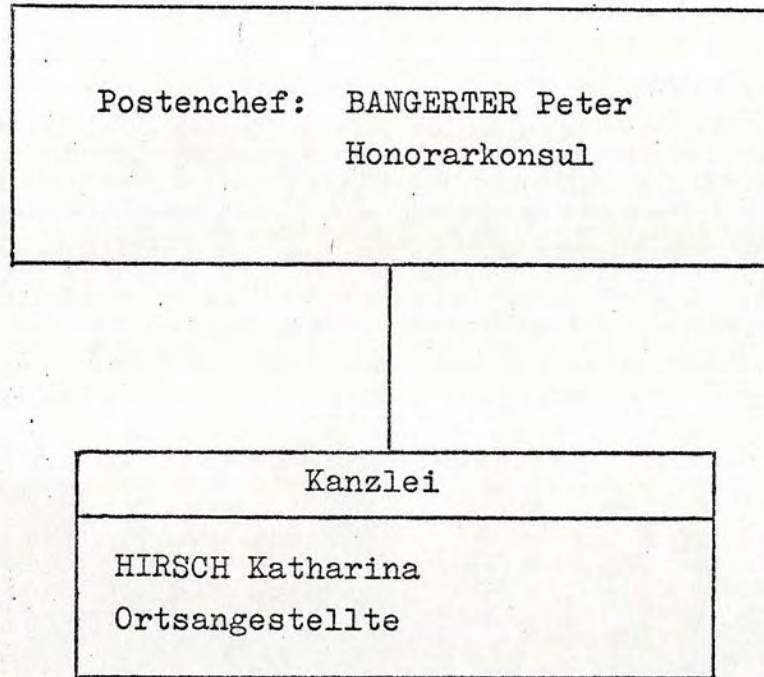 Postenchef: BANGERTER Peter
Honorarkonsul
Kanzlei
HIRSCH Katharina
Ortsangestellte